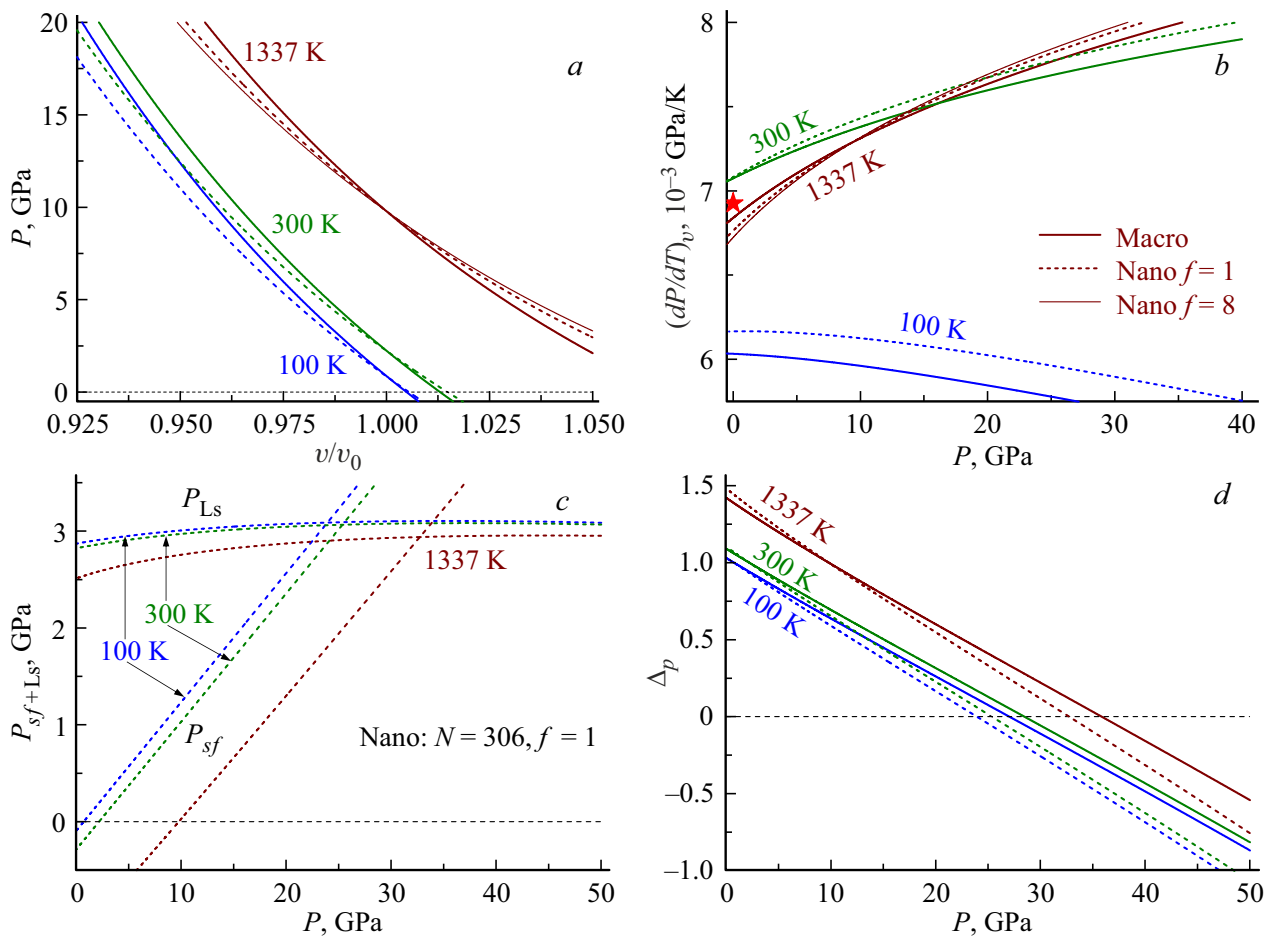 a
P, GPa
20
15
10
5
0
1337 K
300 K
100 K
0.925 0.950 0.975 1.000 1.025 1.050
v/v0
b
(dP/dT)v, 10–3 GPa/K
8
7
6
300 K
1337 K
100 K
Macro
Nano f = 1
Nano f = 8
0 10 20 30 40
P, GPa
c
Psf+Ls, GPa
3
2
1
0
PLs
1337 K
300 K
100 K
Psf
Nano: N = 306, f = 1
0 10 20 30 40 50
P, GPa
d
Δp
1.5
1.0
0.5
0
–0.5
–1.0
1337 K
300 K
100 K
0 10 20 30 40 50
P, GPa